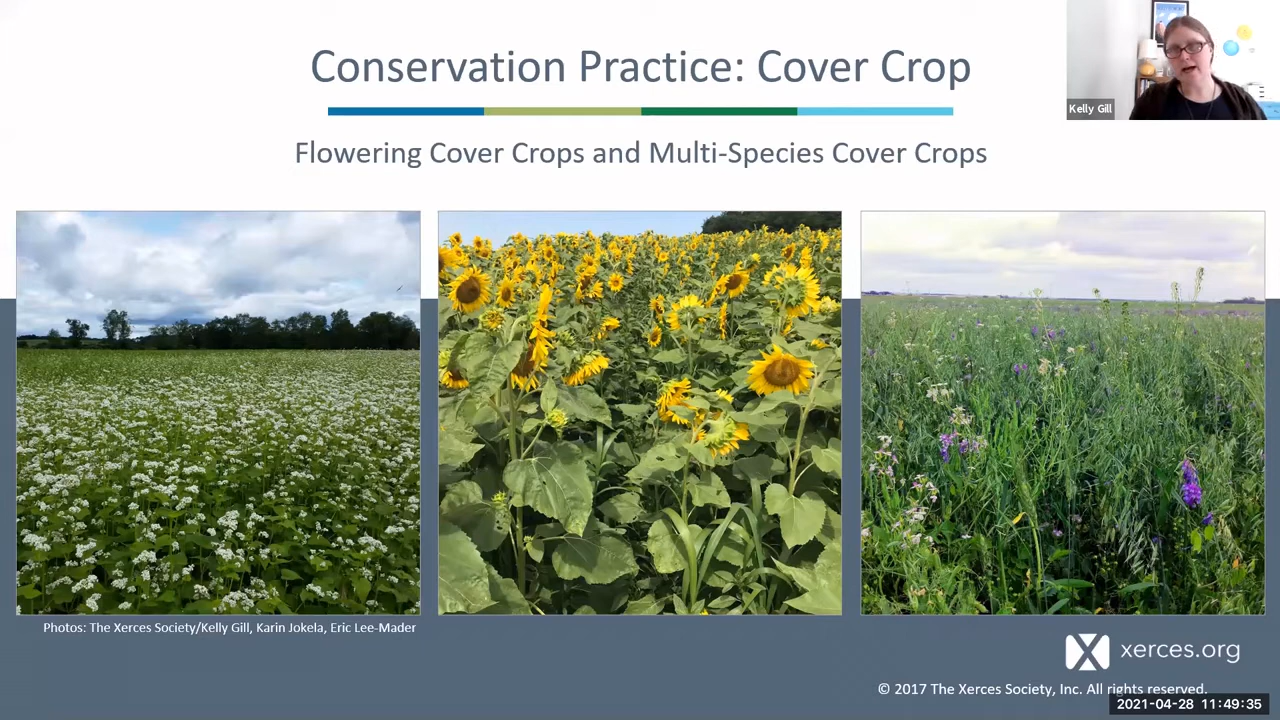 Conservation Practice: Cover Crop
Kelly Gill
Flowering Cover Crops and Multi-Species Cover Crops
Photos: The Xerces Society/Kelly Gill, Karin Jokela, Eric Lee-Mader
xerces.org
© 2017 The Xerces Society, Inc. All rights reserved.
2021-04-28 11:49:35